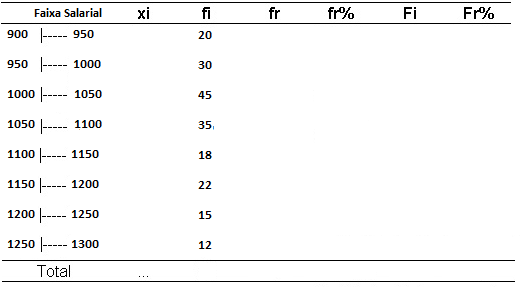 Faixa Salarial xi fi fr fr% Fi Fr%
900 |----- 950 20
950 |----- 1000 30
1000 |----- 1050 45
1050 |----- 1100 35,
1100 |----- 1150 18
1150 |----- 1200 22
1200 |----- 1250 15
1250 |----- 1300 12
Total ...